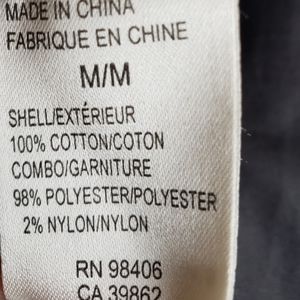 MADE IN CHINA
FABRIQUE EN CHINE
M/M
SHELL/EXTÉRIEUR
100% COTTON/COTON
COMBO/GARNITURE
98% POLYESTER/POLYESTER
2% NYLON/NYLON
RN 98406
CA 39862